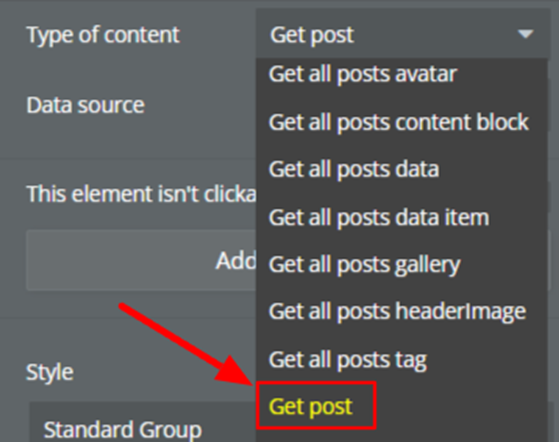 Type of content
Get post
Get all posts avatar
Get all posts content block
Data source
Get all posts data
This element isn't clicka
Get all posts data item
Add
Get all posts gallery
Get all posts headerImage
Style
Get all posts tag
Get post
Standard Group